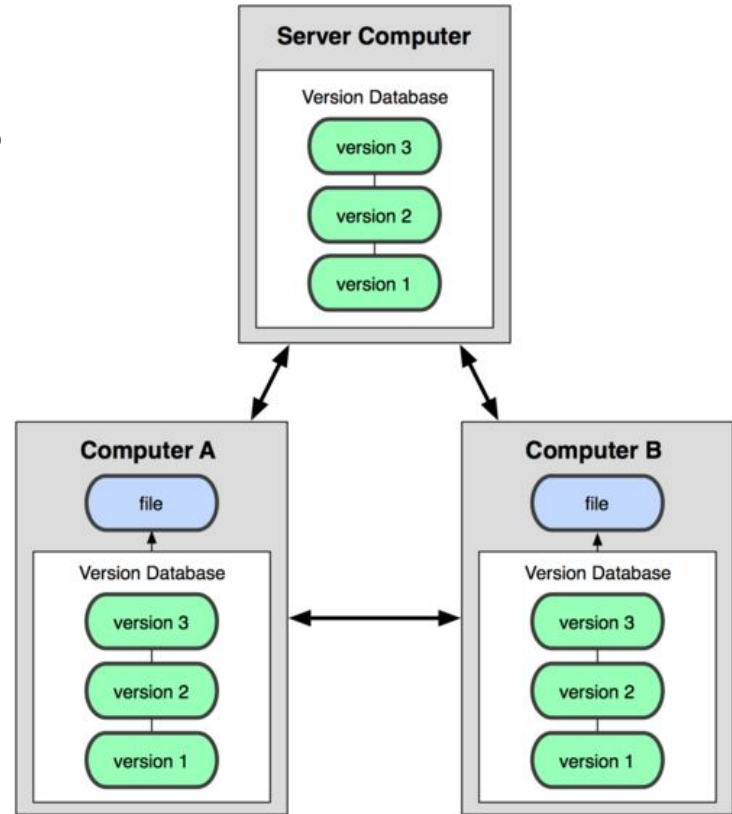 Server Computer
Version Database
version 3
version 2
version 1
Computer A
file
Version Database
version 3
version 2
version 1
Computer B
file
Version Database
version 3
version 2
version 1